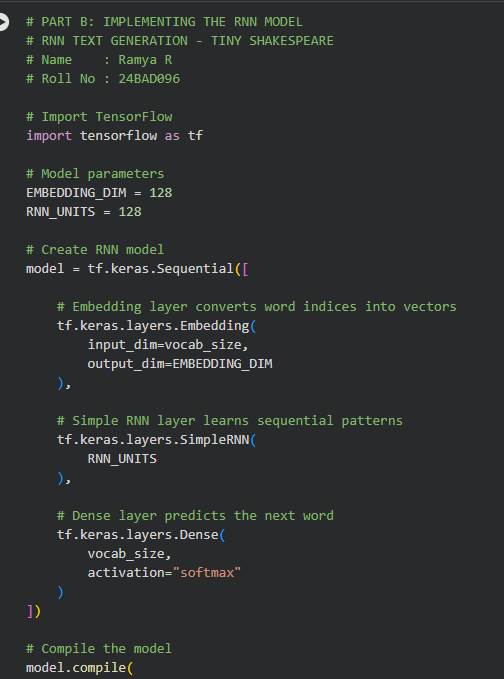 # PART B: IMPLEMENTING THE RNN MODEL
# RNN TEXT GENERATION - TINY SHAKESPEARE
# Name    : Ramya R
# Roll No : 24BAD096

# Import TensorFlow
import tensorflow as tf

# Model parameters
EMBEDDING_DIM = 128
RNN_UNITS = 128

# Create RNN model
model = tf.keras.Sequential([

    # Embedding layer converts word indices into vectors
    tf.keras.layers.Embedding(
        input_dim=vocab_size,
        output_dim=EMBEDDING_DIM
    ),

    # Simple RNN layer learns sequential patterns
    tf.keras.layers.SimpleRNN(
        RNN_UNITS
    ),

    # Dense layer predicts the next word
    tf.keras.layers.Dense(
        vocab_size,
        activation="softmax"
    )
])

# Compile the model
model.compile(